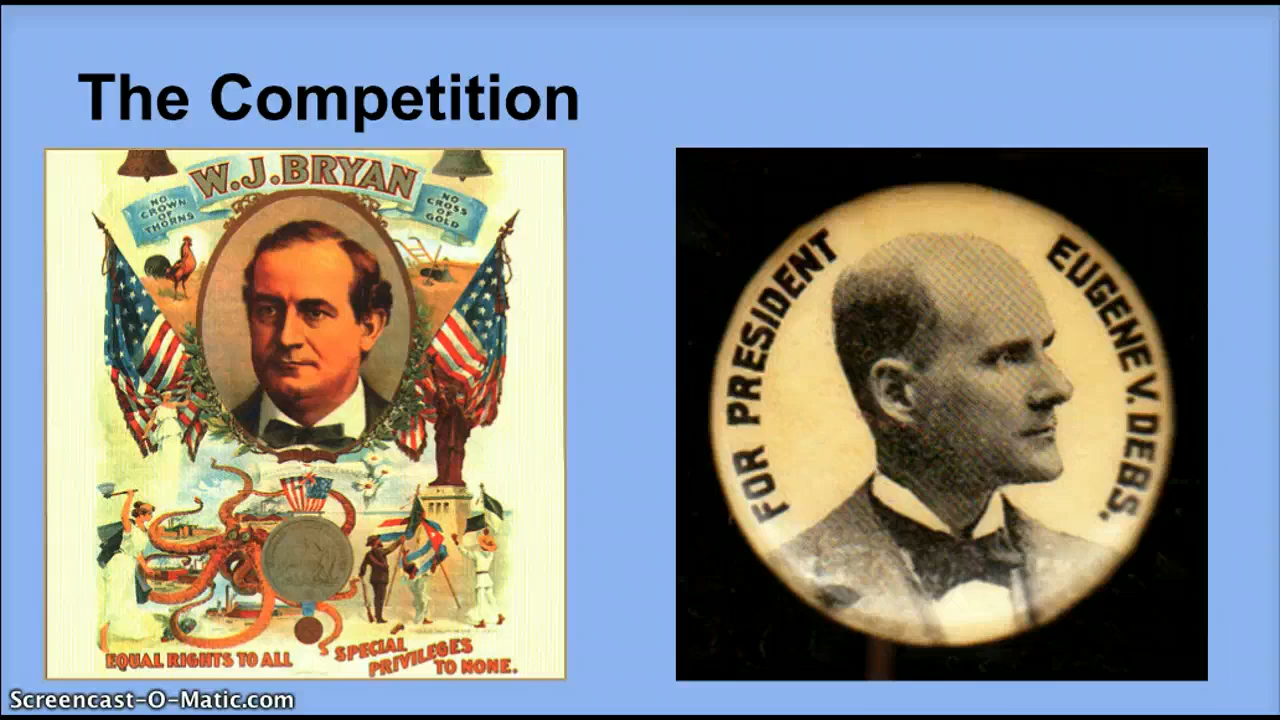 The Competition
W.J.BRYAN
NO
CROWN
OF
THORNS
NO
CROSS
OF
GOLD
EQUAL RIGHTS TO ALL
SPECIAL
PRIVILEGES
TO NONE.
FOR PRESIDENT
EUGENE V. DEBS.
Screencast-O-Matic.com